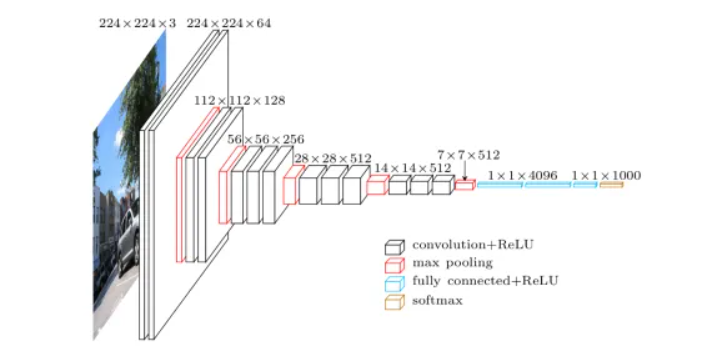 224×224×3 224×224×64
112×112×128
56×56×256
28×28×512
14×14×512
7×7×512
1×1×4096 1×1×1000
convolution+ReLU
max pooling
fully connected+ReLU
softmax